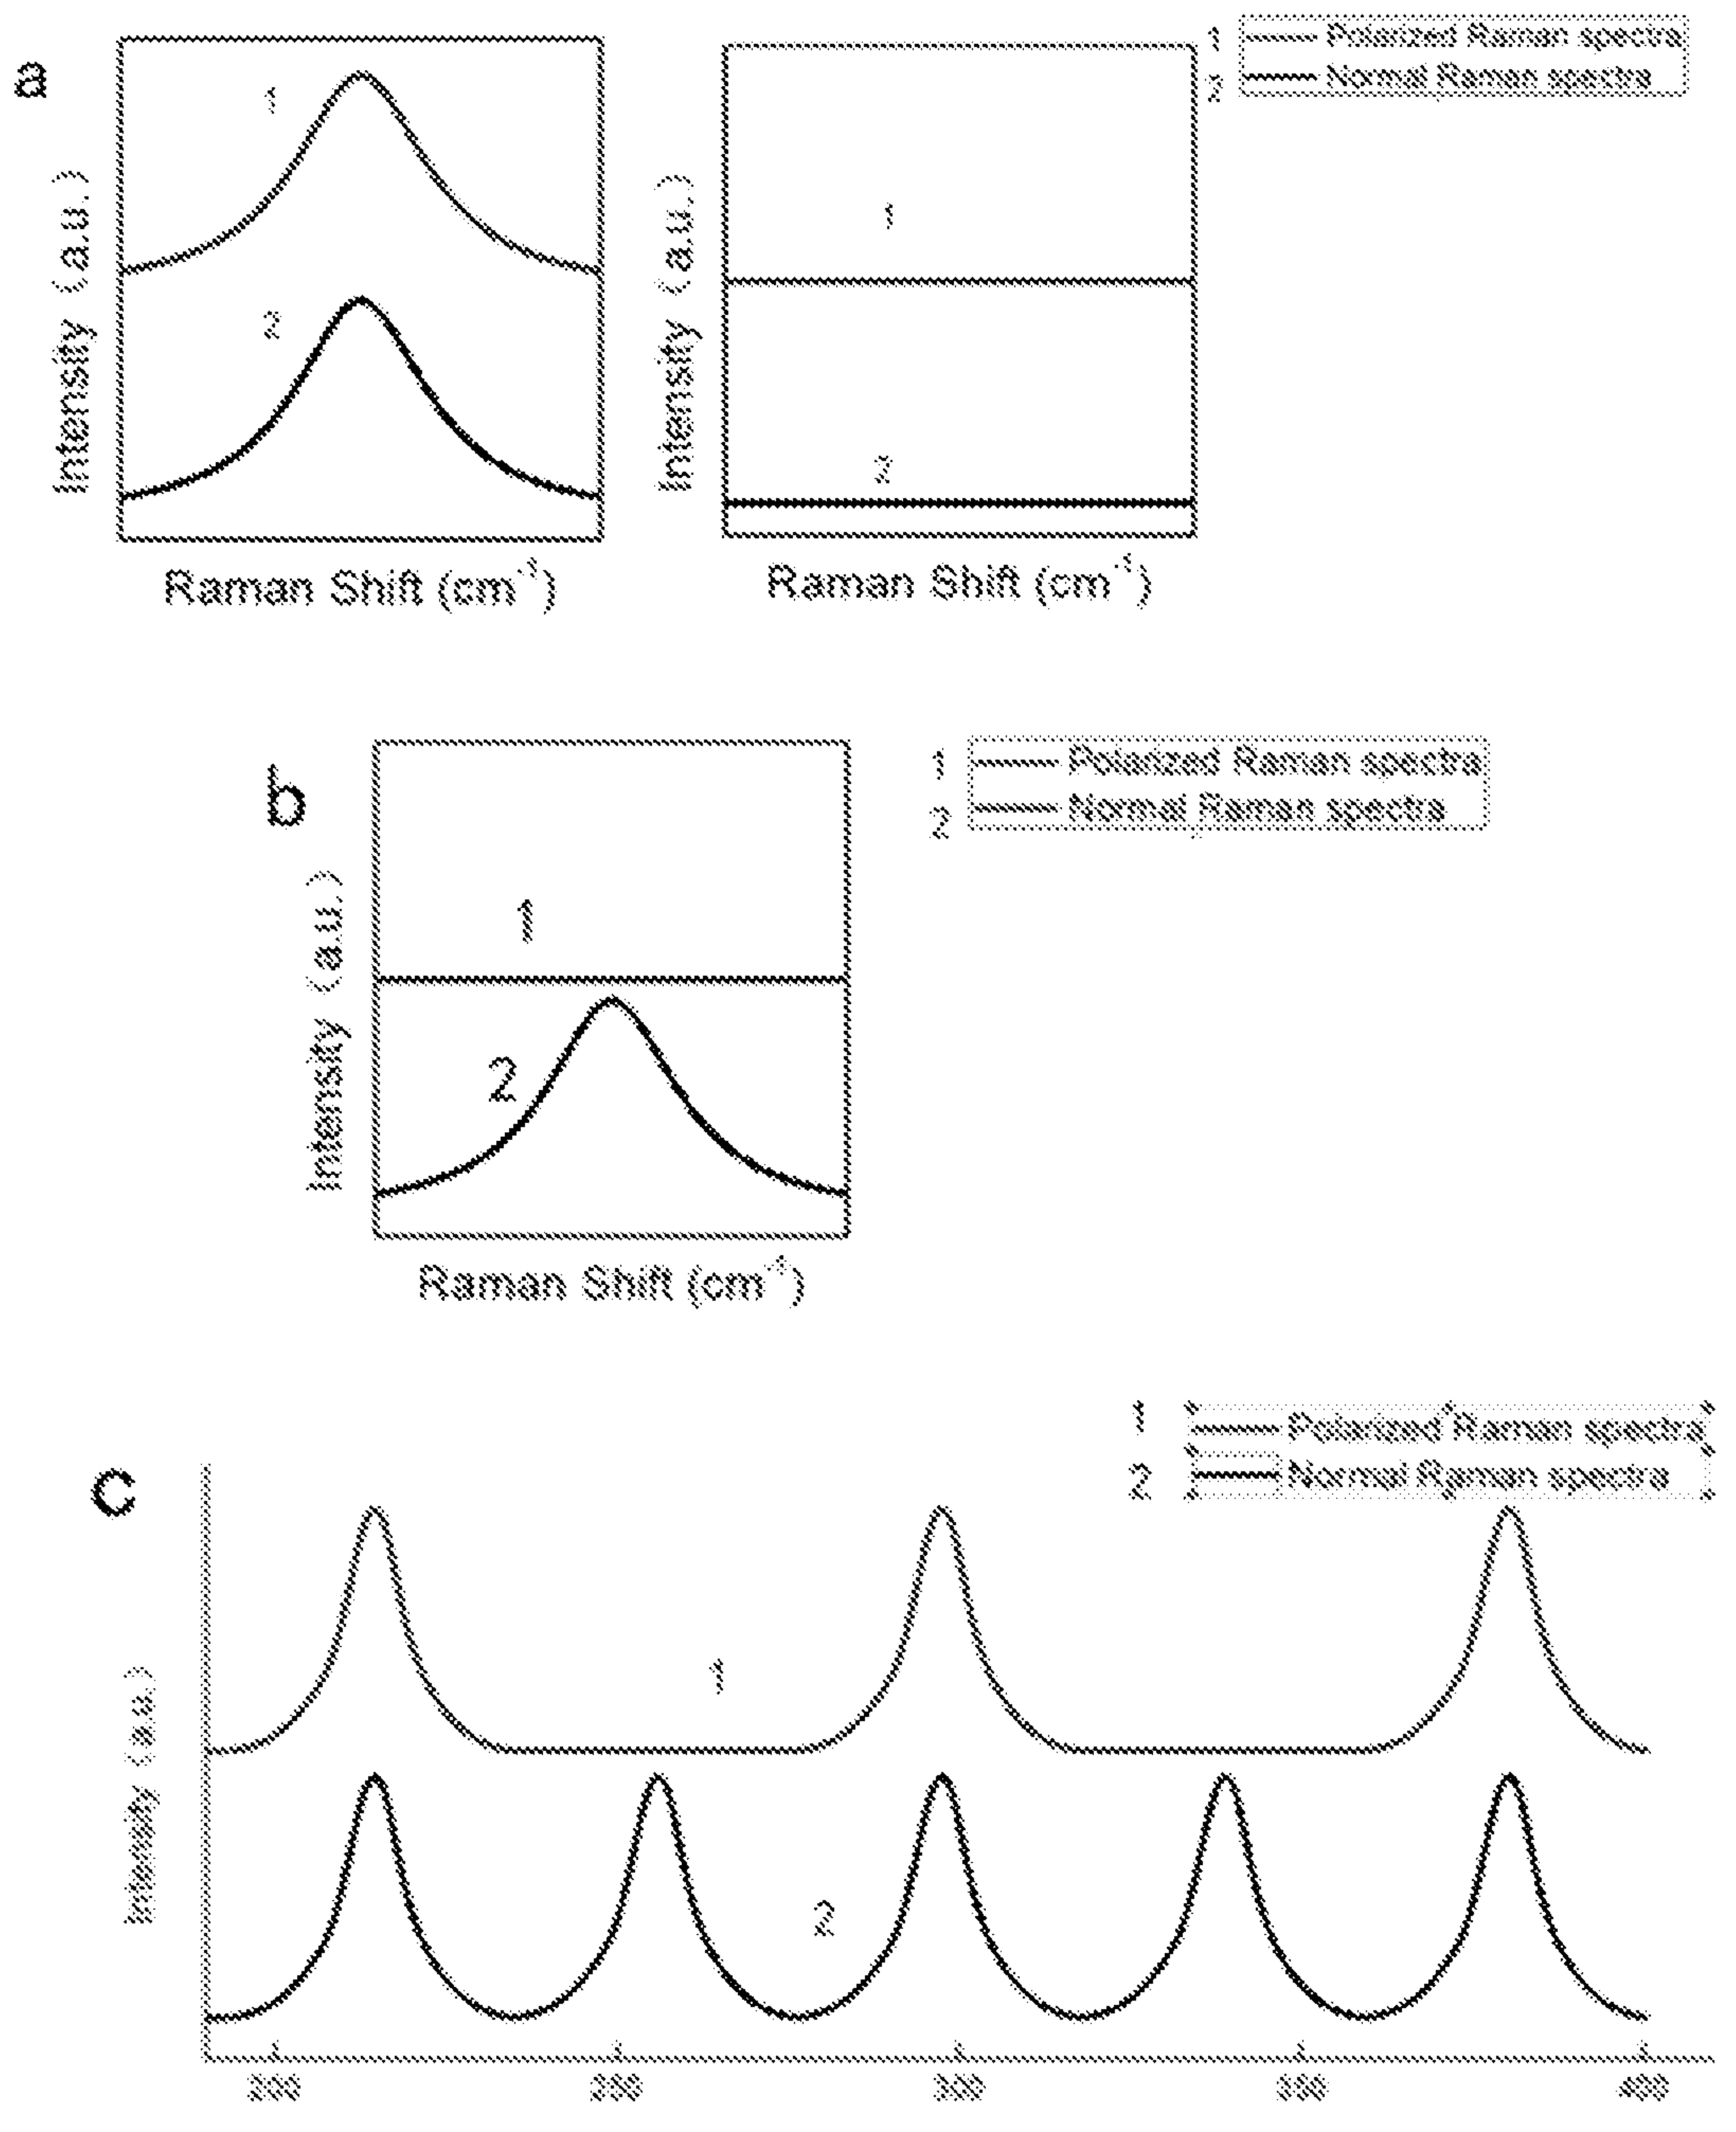 a
1 Polarized Raman spectra
2 Normal Raman spectra
1
2
Intensity (a.u.)
Raman Shift (cm-1)
1
2
Intensity (a.u.)
Raman Shift (cm-1)
b
1 Polarized Raman spectra
2 Normal Raman spectra
1
2
Intensity (a.u.)
Raman Shift (cm-1)
c
1 Polarized Raman spectra
2 Normal Raman spectra
1
2
Intensity (a.u.)
300 400